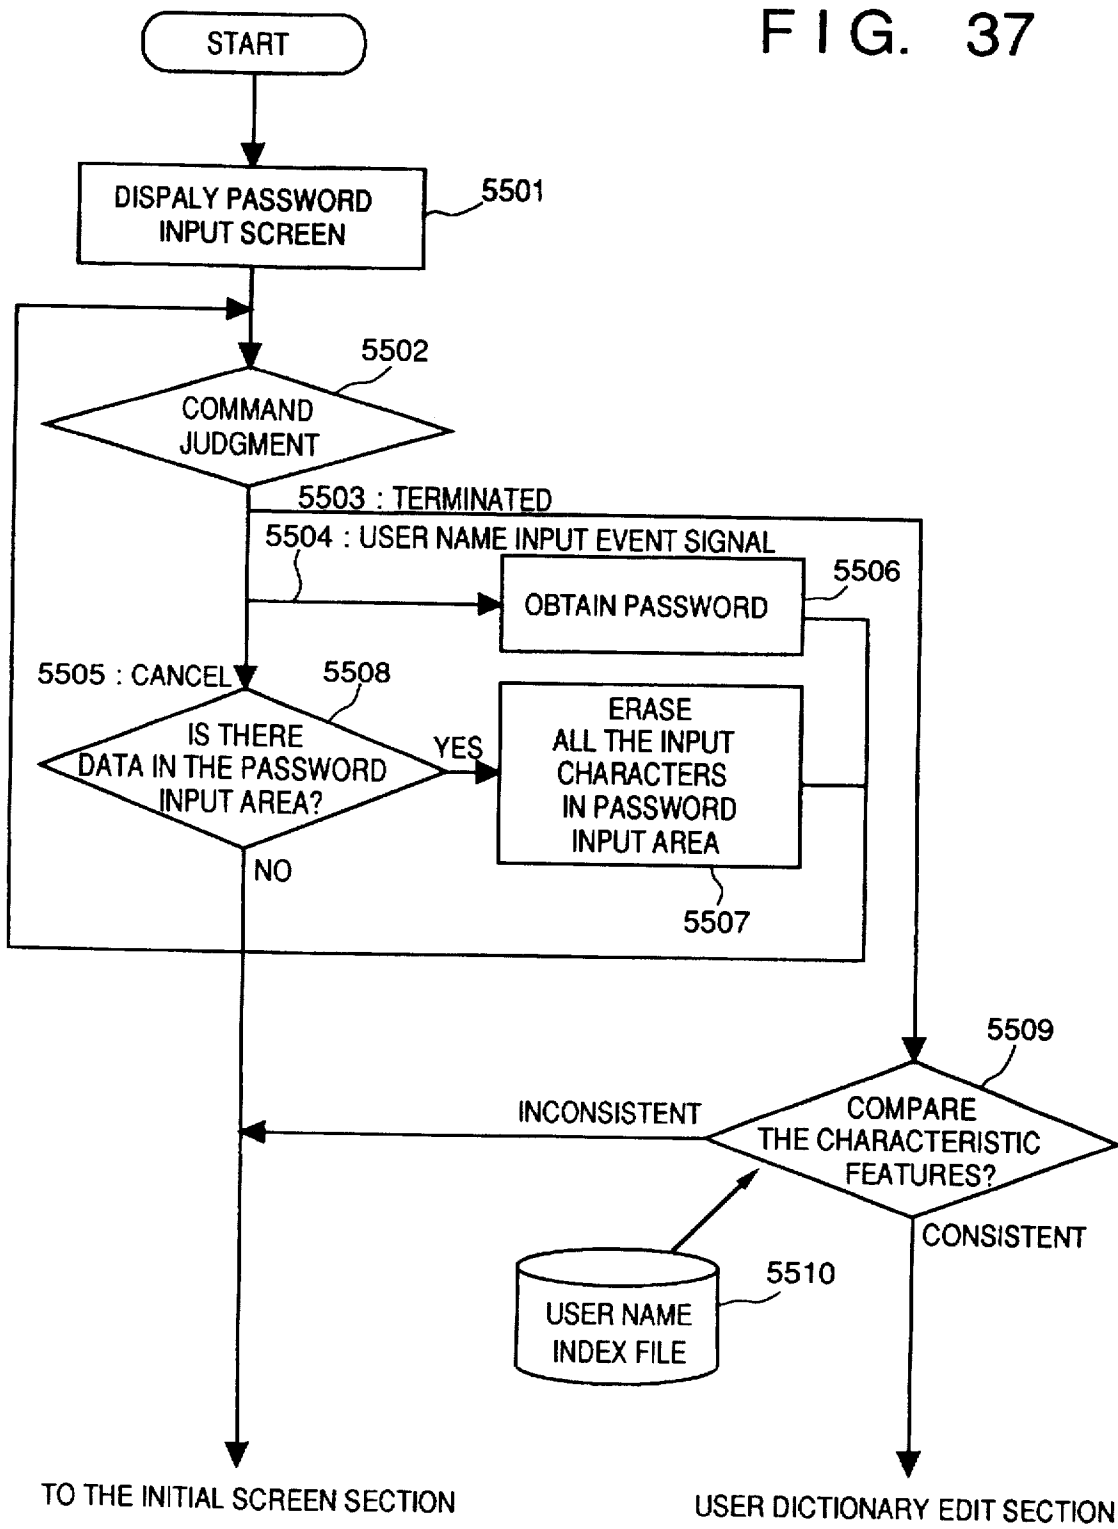 FIG. 37
START
DISPALY PASSWORD
INPUT SCREEN
5501
5502
COMMAND
JUDGMENT
5503 : TERMINATED
5504 : USER NAME INPUT EVENT SIGNAL
5506
OBTAIN PASSWORD
5505 : CANCEL
5508
IS THERE
DATA IN THE PASSWORD
INPUT AREA?
YES
ERASE
ALL THE INPUT
CHARACTERS
IN PASSWORD
INPUT AREA
NO
5507
5509
COMPARE
THE CHARACTERISTIC
FEATURES?
INCONSISTENT
CONSISTENT
5510
USER NAME
INDEX FILE
TO THE INITIAL SCREEN SECTION
USER DICTIONARY EDIT SECTION